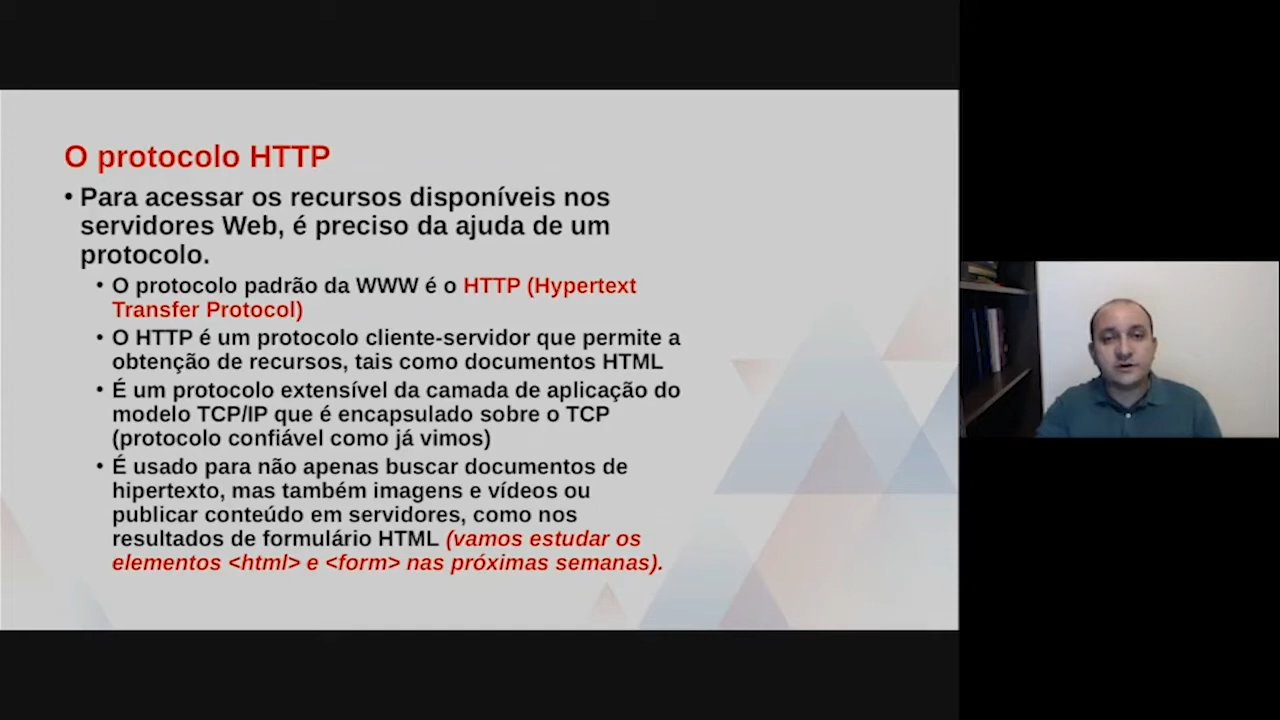 O protocolo HTTP
• Para acessar os recursos disponíveis nos
servidores Web, é preciso da ajuda de um
protocolo.
• O protocolo padrão da WWW é o HTTP (Hypertext
Transfer Protocol)
• O HTTP é um protocolo cliente-servidor que permite a
obtenção de recursos, tais como documentos HTML
• É um protocolo extensível da camada de aplicação do
modelo TCP/IP que é encapsulado sobre o TCP
(protocolo confiável como já vimos)
• É usado para não apenas buscar documentos de
hipertexto, mas também imagens e vídeos ou
publicar conteúdo em servidores, como nos
resultados de formulário HTML (vamos estudar os
elementos <html> e <form> nas próximas semanas).